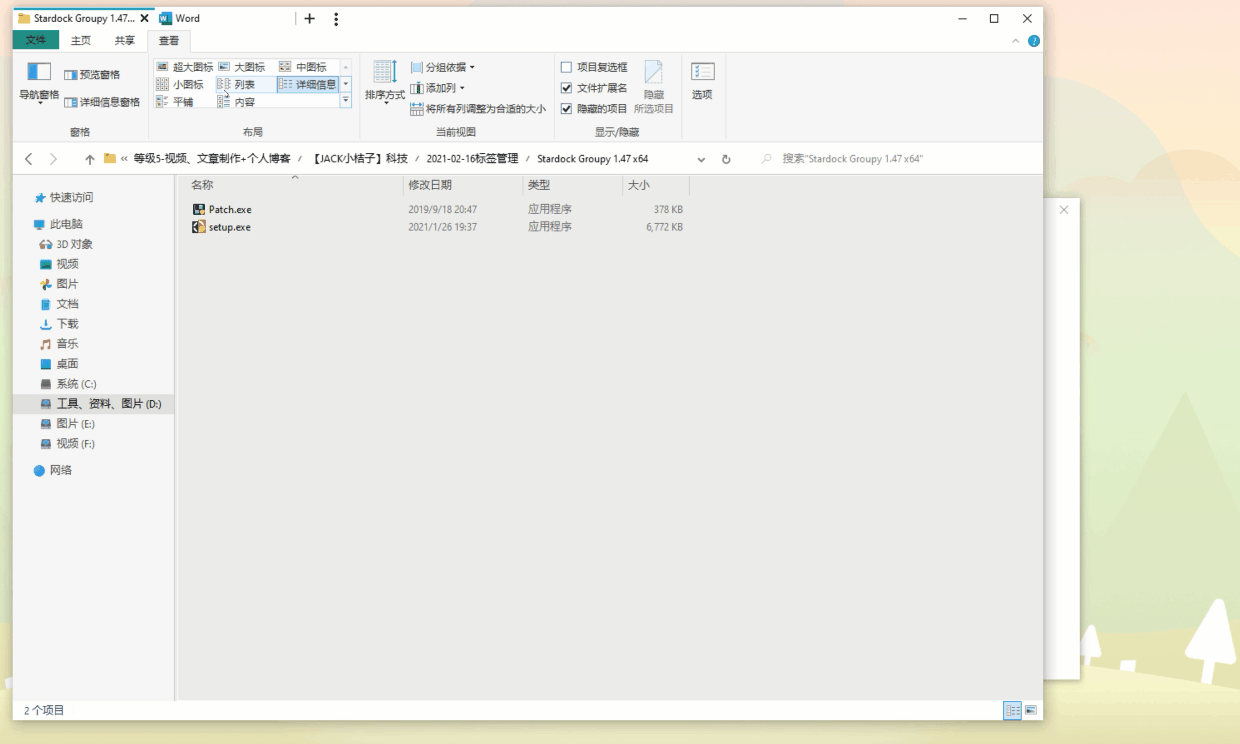 Stardock Groupy 1.47... Word
文件 主页 共享 查看
导航窗格
预览窗格
详细信息窗格
窗格
超大图标 大图标 中图标
小图标 列表 详细信息
平铺 内容
布局
排序方式
分组依据
添加列
将所有列调整为合适的大小
当前视图
项目复选框
文件扩展名
隐藏的项目
隐藏
所选项目
显示/隐藏
选项
« 等级5-视频、文章制作+个人博客 / 【JACK小桔子】科技 / 2021-02-16标签管理 / Stardock Groupy 1.47 x64
搜索"Stardock Groupy 1.47 x64"
快速访问
此电脑
3D 对象
视频
图片
文档
下载
音乐
桌面
系统 (C:)
工具、资料、图片 (D:)
图片 (E:)
视频 (F:)
网络
名称 修改日期 类型 大小
Patch.exe 2019/9/18 20:47 应用程序 378 KB
setup.exe 2021/1/26 19:37 应用程序 6,772 KB
2 个项目